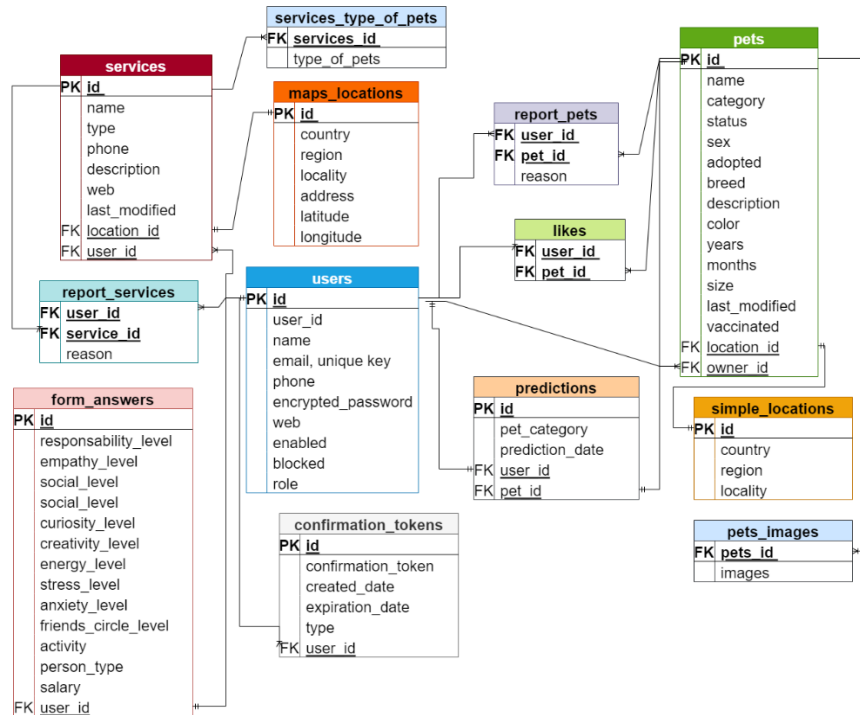 services_type_of_pets
FK services_id
type_of_pets
services
PK id
name
type
phone
description
web
last_modified
FK location_id
FK user_id
maps_locations
PK id
country
region
locality
address
latitude
longitude
report_pets
FK user_id
FK pet_id
reason
pets
PK id
name
category
status
sex
adopted
breed
description
color
years
months
size
last_modified
vaccinated
FK location_id
FK owner_id
likes
FK user_id
FK pet_id
report_services
FK user_id
FK service_id
reason
users
PK id
user_id
name
email, unique key
phone
encrypted_password
web
enabled
blocked
role
form_answers
PK id
responsability_level
empathy_level
social_level
social_level
curiosity_level
creativity_level
energy_level
stress_level
anxiety_level
friends_circle_level
activity
person_type
salary
FK user_id
predictions
PK id
pet_category
prediction_date
FK user_id
FK pet_id
simple_locations
PK id
country
region
locality
confirmation_tokens
PK id
confirmation_token
created_date
expiration_date
type
FK user_id
pets_images
FK pets_id
images